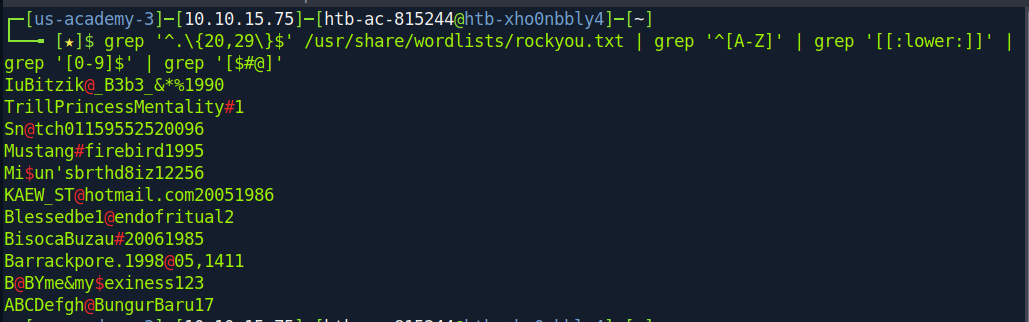 ┌─[us-academy-3]─[10.10.15.75]─[htb-ac-815244@htb-xho0nbbly4]─[~]
└──╼ [★]$ grep '^.\{20,29\}$' /usr/share/wordlists/rockyou.txt | grep '^[A-Z]' | grep '[[:lower:]]' |
grep '[0-9]$' | grep '[$#@]'
IuBitzik@_B3b3_&*%1990
TrillPrincessMentality#1
Sn@tch01159552520096
Mustang#firebird1995
Mi$un'sbrthd8iz12256
KAEW_ST@hotmail.com20051986
Blessedbe1@endofritual2
BisocaBuzau#20061985
Barrackpore.1998@05,1411
B@BYme&my$exiness123
ABCDefgh@BungurBaru17